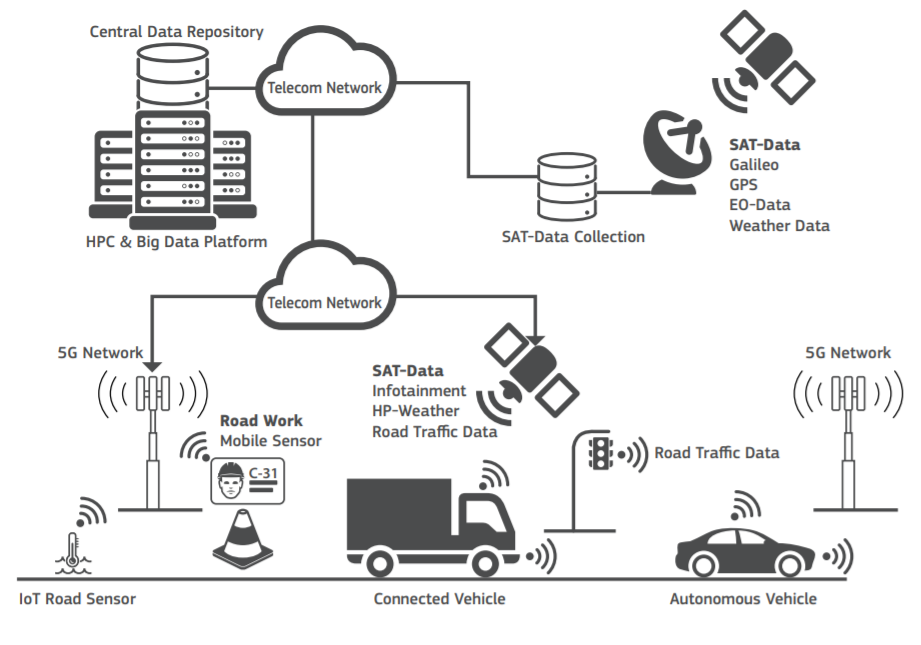 Central Data Repository
Telecom Network
HPC & Big Data Platform
SAT-Data Collection
SAT-Data
Galileo
GPS
EO-Data
Weather Data
Telecom Network
5G Network
Road Work
Mobile Sensor
C-31
SAT-Data
Infotainment
HP-Weather
Road Traffic Data
Road Traffic Data
5G Network
IoT Road Sensor
Connected Vehicle
Autonomous Vehicle